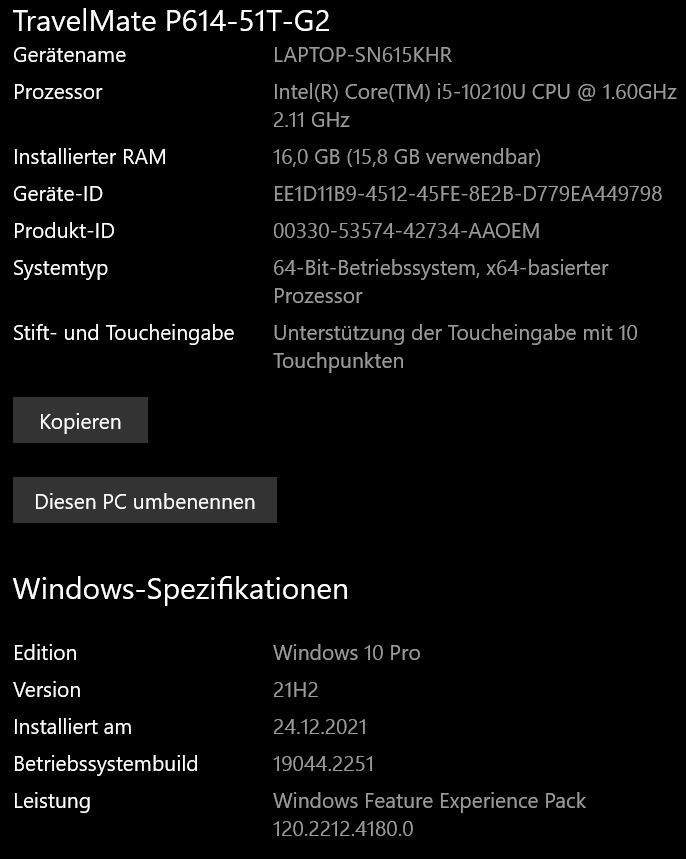 TravelMate P614-51T-G2
Gerätename LAPTOP-SN615KHR
Prozessor Intel(R) Core(TM) i5-10210U CPU @ 1.60GHz
2.11 GHz
Installierter RAM 16,0 GB (15,8 GB verwendbar)
Geräte-ID EE1D11B9-4512-45FE-8E2B-D779EA449798
Produkt-ID 00330-53574-42734-AAOEM
Systemtyp 64-Bit-Betriebssystem, x64-basierter
Prozessor
Stift- und Toucheingabe Unterstützung der Toucheingabe mit 10
Touchpunkten
Kopieren
Diesen PC umbenennen
Windows-Spezifikationen
Edition Windows 10 Pro
Version 21H2
Installiert am 24.12.2021
Betriebssystembuild 19044.2251
Leistung Windows Feature Experience Pack
120.2212.4180.0